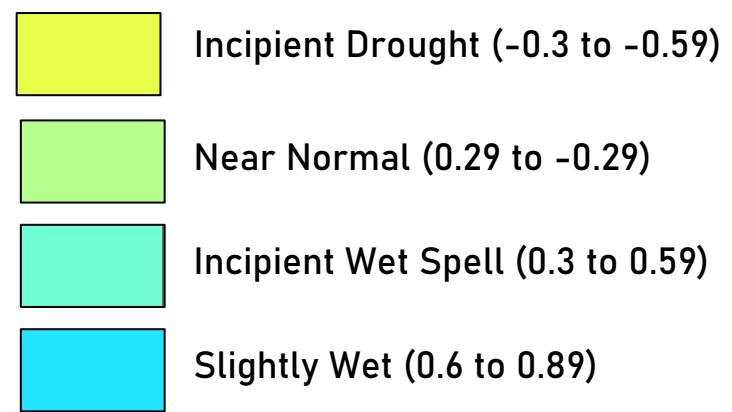 Incipient Drought (-0.3 to -0.59)
Near Normal (0.29 to -0.29)
Incipient Wet Spell (0.3 to 0.59)
Slightly Wet (0.6 to 0.89)